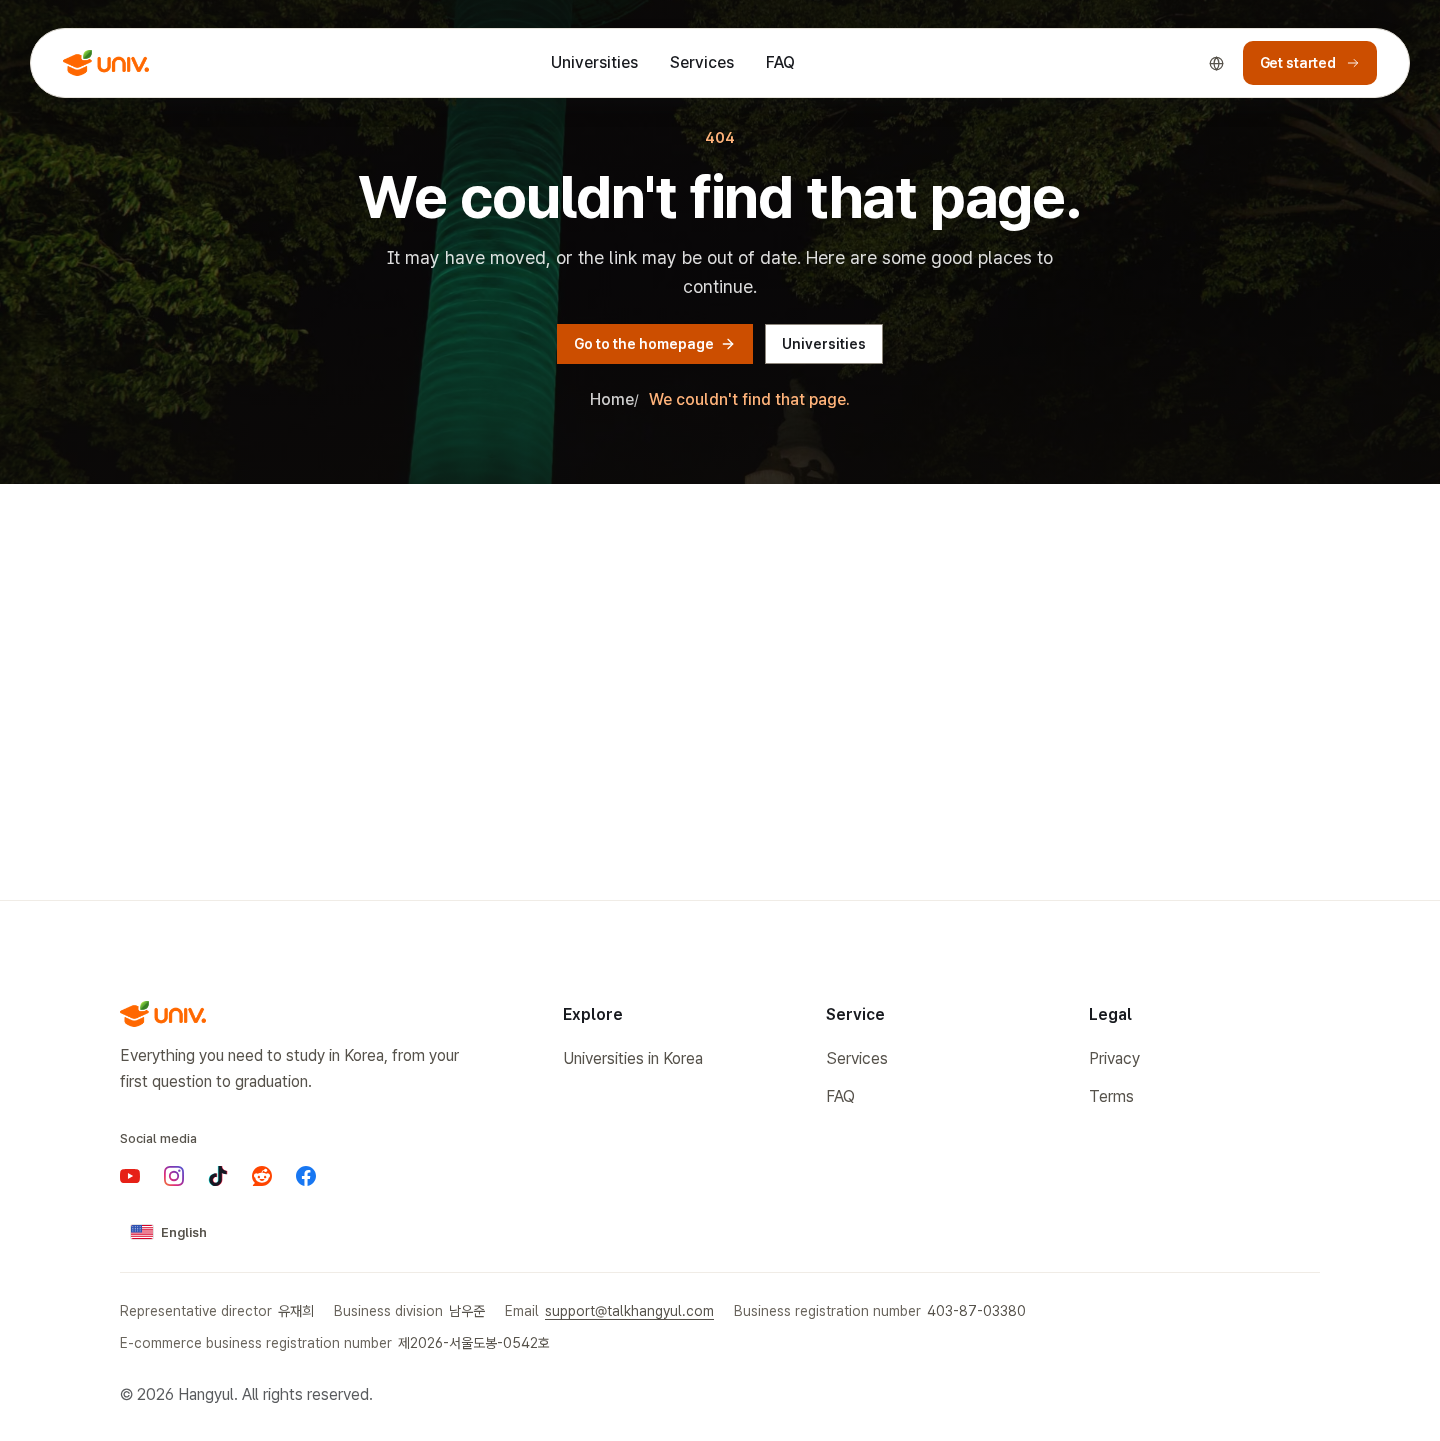 UNIV.
Universities
Services
FAQ
Get started
404
We couldn't find that page.
It may have moved, or the link may be out of date. Here are some good places to
continue.
Go to the homepage
Universities
Home/ We couldn't find that page.
UNIV.
Everything you need to study in Korea, from your
first question to graduation.
Social media
English
Explore
Universities in Korea
Service
Services
FAQ
Legal
Privacy
Terms
Representative director 유재희 Business division 남우준 Email support@talkhangyul.com Business registration number 403-87-03380
E-commerce business registration number 제2026-서울도봉-0542호
© 2026 Hangyul. All rights reserved.